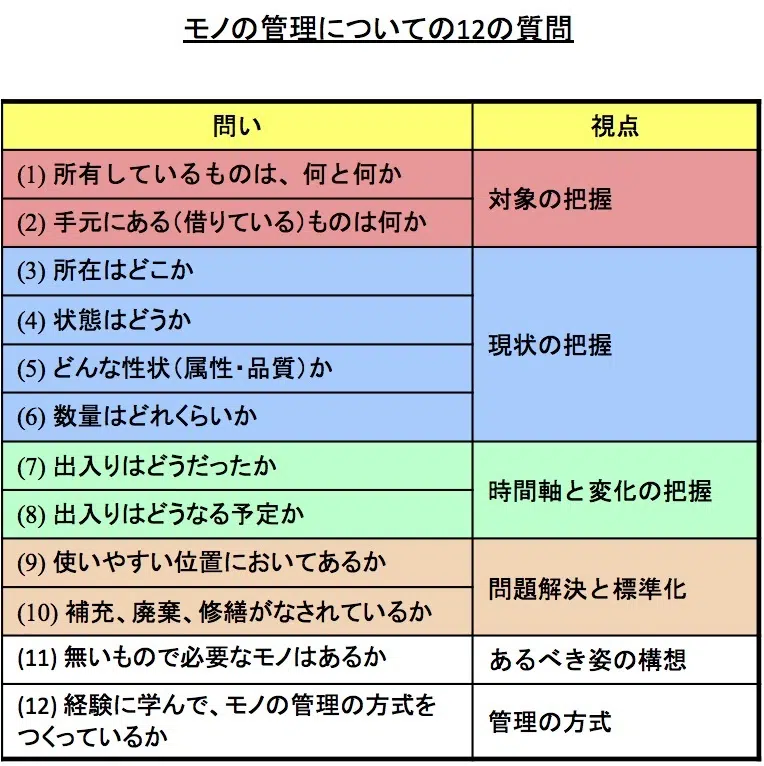 モノの管理についての12の質問
問い
視点
(1) 所有しているものは、何と何か
対象の把握
(2) 手元にある（借りている）ものは何か
(3) 所在はどこか
現状の把握
(4) 状態はどうか
(5) どんな性状（属性・品質）か
(6) 数量はどれくらいか
(7) 出入りはどうだったか
時間軸と変化の把握
(8) 出入りはどうなる予定か
(9) 使いやすい位置においてあるか
問題解決と標準化
(10) 補充、廃棄、修繕がなされているか
(11) 無いもので必要なモノはあるか
あるべき姿の構想
(12) 経験に学んで、モノの管理の方式を
つくっているか
管理の方式